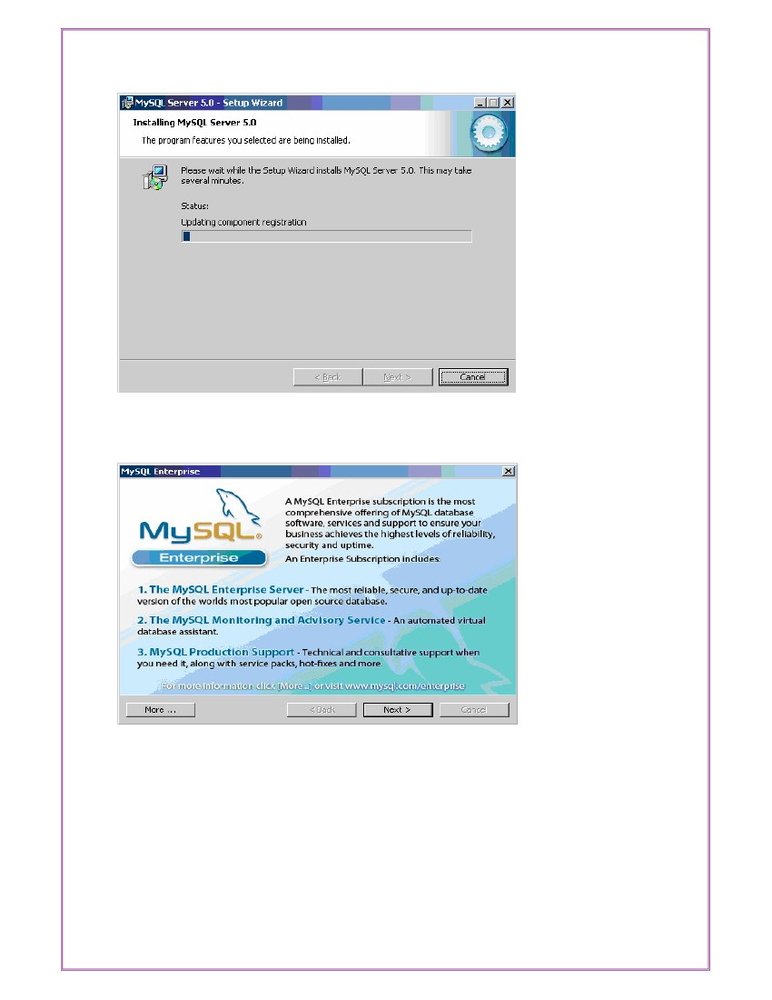 MySQL Server 5.0 - Setup Wizard
Installing MySQL Server 5.0
The program features you selected are being installed.
Please wait while the Setup Wizard installs MySQL Server 5.0. This may take
several minutes.
Status:
Updating component registration
< Back
Next >
Cancel
MySQL Enterprise
MySQL®
Enterprise
A MySQL Enterprise subscription is the most
comprehensive offering of MySQL database
software, services and support to ensure your
business achieves the highest levels of reliability,
security and uptime.
An Enterprise Subscription includes:
1. The MySQL Enterprise Server - The most reliable, secure, and up-to-date
version of the worlds most popular open source database.
2. The MySQL Monitoring and Advisory Service - An automated virtual
database assistant.
3. MySQL Production Support - Technical and consultative support when
you need it, along with service packs, hot-fixes and more.
For more information click [More...] or visit www.mysql.com/enterprise
More ...
< Back
Next >
Cancel